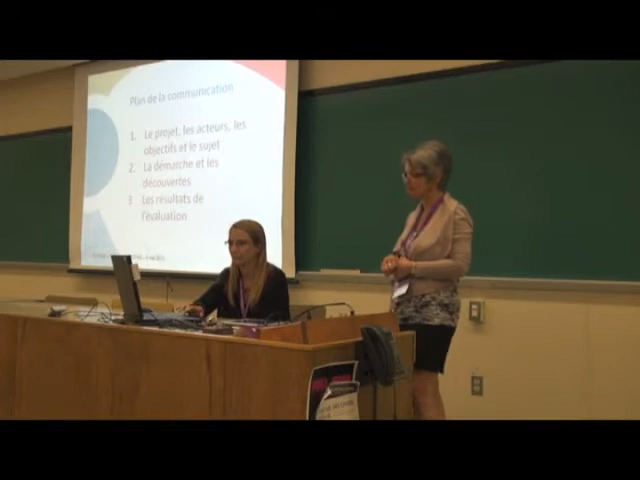 Plan de la communication
1. Le projet, les acteurs, les
objectifs et le sujet
2. La démarche et les
découvertes
3. Les résultats de
l'évaluation